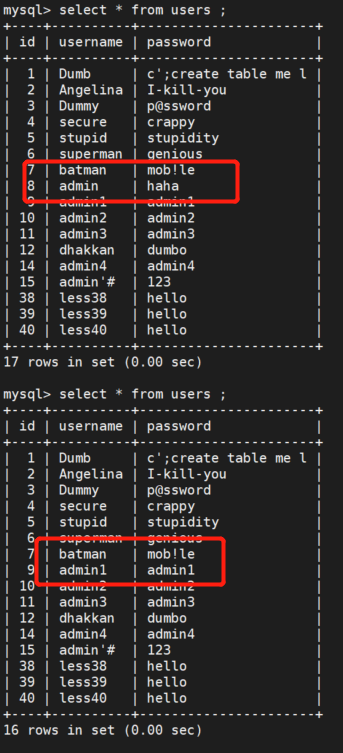 mysql> select * from users ;
+----+----------+-----------------------+
| id | username | password |
+----+----------+-----------------------+
| 1 | Dumb | c';create table me l |
| 2 | Angelina | I-kill-you |
| 3 | Dummy | p@ssword |
| 4 | secure | crappy |
| 5 | stupid | stupidity |
| 6 | superman | genious |
| 7 | batman | mob!le |
| 8 | admin | haha |
| 9 | admin1 | admin1 |
| 10 | admin2 | admin2 |
| 11 | admin3 | admin3 |
| 12 | dhakkan | dumbo |
| 14 | admin4 | admin4 |
| 15 | admin'# | 123 |
| 38 | less38 | hello |
| 39 | less39 | hello |
| 40 | less40 | hello |
+----+----------+-----------------------+
17 rows in set (0.00 sec)
mysql> select * from users ;
+----+----------+-----------------------+
| id | username | password |
+----+----------+-----------------------+
| 1 | Dumb | c';create table me l |
| 2 | Angelina | I-kill-you |
| 3 | Dummy | p@ssword |
| 4 | secure | crappy |
| 5 | stupid | stupidity |
| 6 | superman | genious |
| 7 | batman | mob!le |
| 9 | admin1 | admin1 |
| 10 | admin2 | admin2 |
| 11 | admin3 | admin3 |
| 12 | dhakkan | dumbo |
| 14 | admin4 | admin4 |
| 15 | admin'# | 123 |
| 38 | less38 | hello |
| 39 | less39 | hello |
| 40 | less40 | hello |
+----+----------+-----------------------+
16 rows in set (0.00 sec)